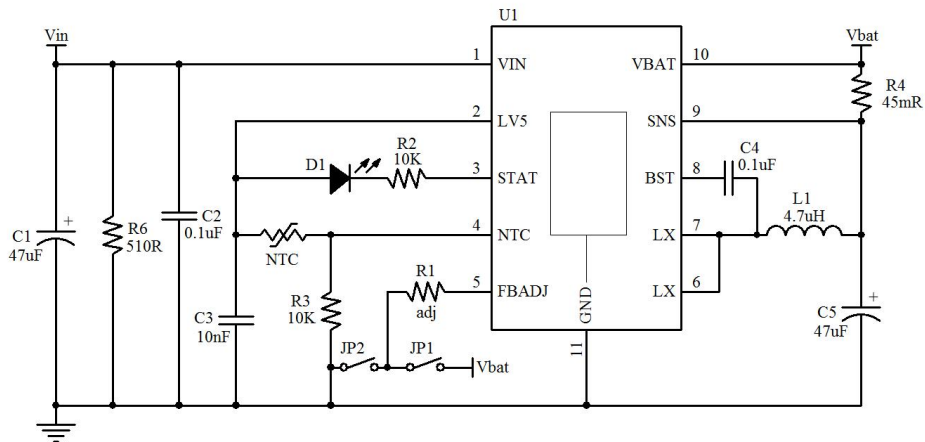 U1
Vin
Vbat
1
VIN
VBAT
10
R4
45mR
2
LV5
SNS
9
D1
R2
10K
3
STAT
BST
8
C4
0.1uF
C1
47uF
+
R6
510R
C2
0.1uF
NTC
4
NTC
LX
7
L1
4.7uH
R1
adj
5
FBADJ
LX
6
C3
10nF
R3
10K
GND
11
C5
47uF
+
JP2
JP1
Vbat